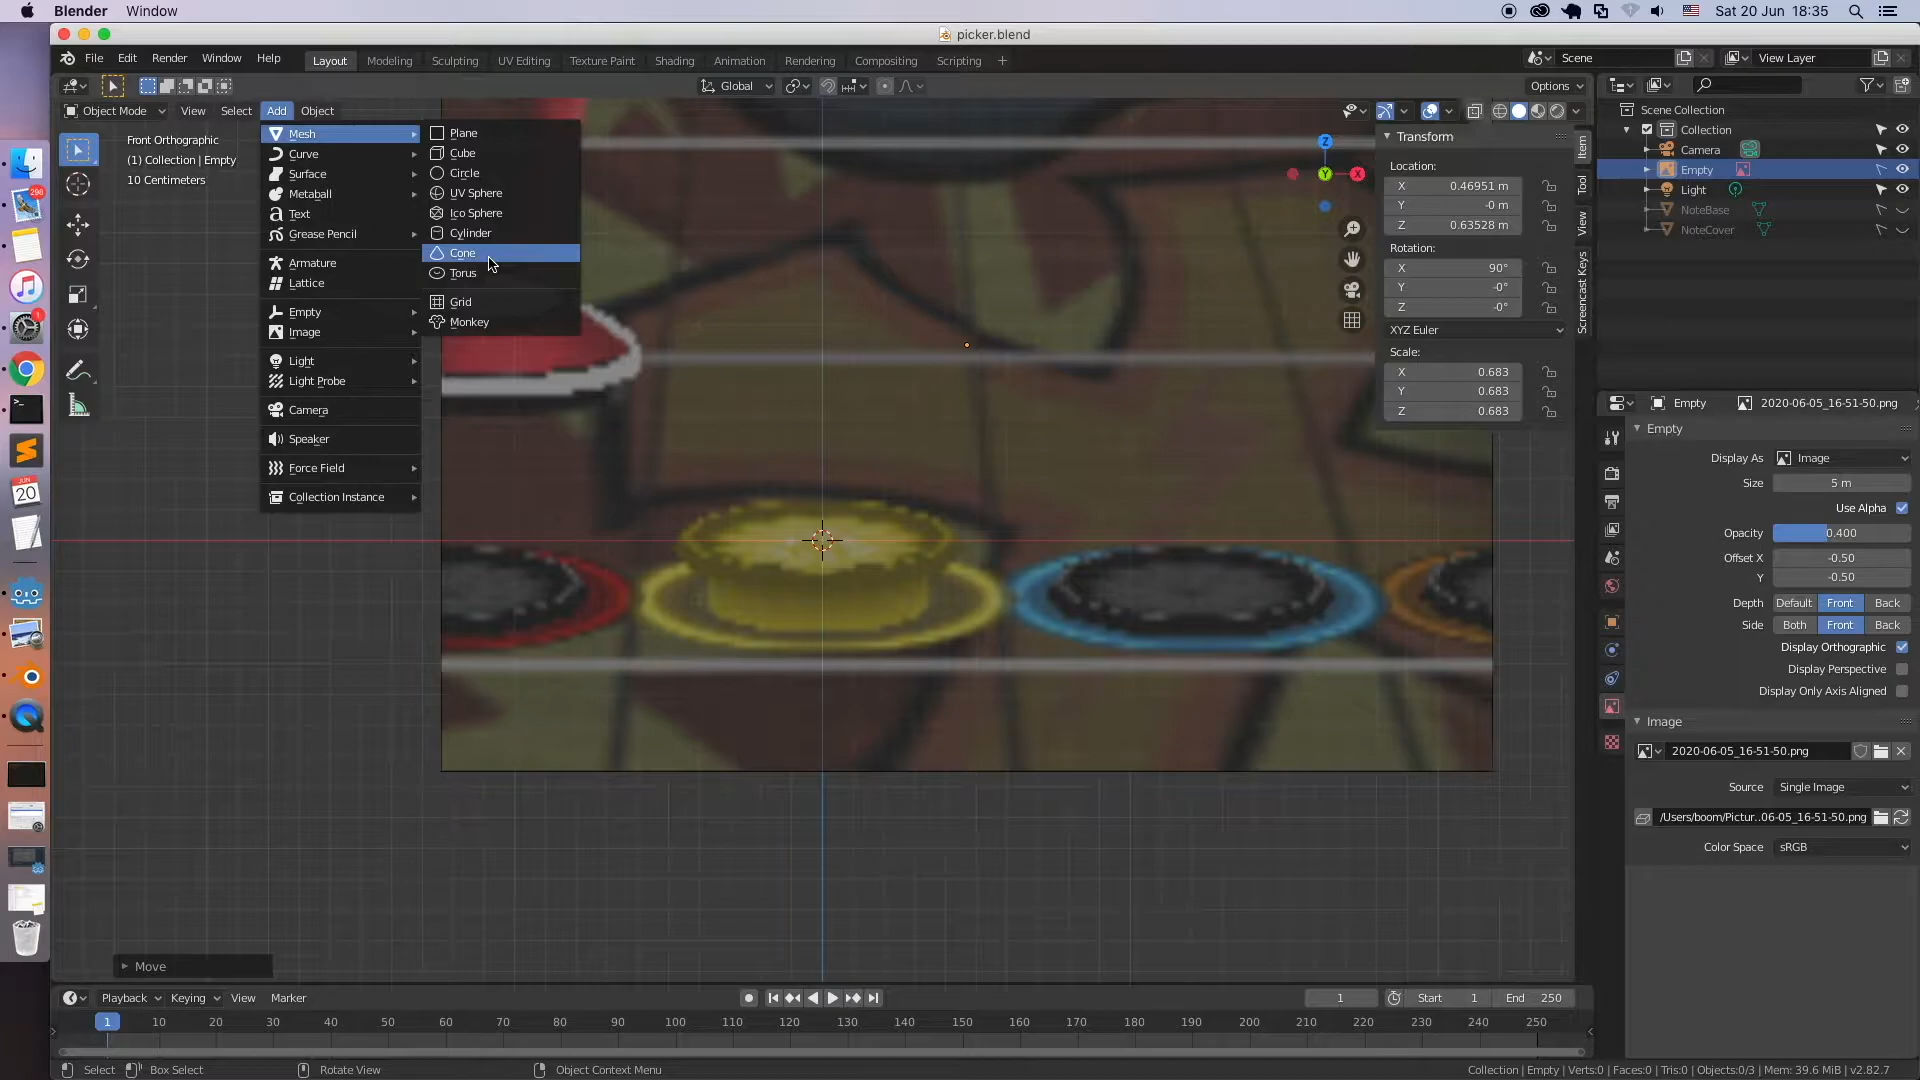 Blender Window Sat 20 Jun 18:35
picker.blend
File Edit Render Window Help Layout Modeling Sculpting UV Editing Texture Paint Shading Animation Rendering Compositing Scripting + Scene View Layer
Global Options
Object Mode View Select Add Object
Front Orthographic
(1) Collection | Empty
10 Centimeters
Mesh
Curve
Surface
Metaball
Text
Grease Pencil
Armature
Lattice
Empty
Image
Light
Light Probe
Camera
Speaker
Force Field
Collection Instance
Plane
Cube
Circle
UV Sphere
Ico Sphere
Cylinder
Cone
Torus
Grid
Monkey
Z
Y
X
Transform
Location:
X 0.46951 m
Y -0 m
Z 0.63528 m
Rotation:
X 90°
Y -0°
Z -0°
XYZ Euler
Scale:
X 0.683
Y 0.683
Z 0.683
Item
Tool
View
Screencast Keys
Scene Collection
Collection
Camera
Empty
Light
NoteBase
NoteCover
Empty 2020-06-05_16-51-50.png
Empty
Display As Image
Size 5 m
Use Alpha
Opacity 0.400
Offset X -0.50
Y -0.50
Depth Default Front Back
Side Both Front Back
Display Orthographic
Display Perspective
Display Only Axis Aligned
Image
2020-06-05_16-51-50.png
Source Single Image
/Users/boom/Pictur..06-05_16-51-50.png
Color Space sRGB
298
1
JUN
20
Move
Playback Keying View Marker 1 Start 1 End 250
1 10 20 30 40 50 60 70 80 90 100 110 120 130 140 150 160 170 180 190 200 210 220 230 240 250
Select Box Select Rotate View Object Context Menu Collection | Empty | Verts:0 | Faces:0 | Tris:0 | Objects:0/3 | Mem: 39.6 MiB | v2.82.7